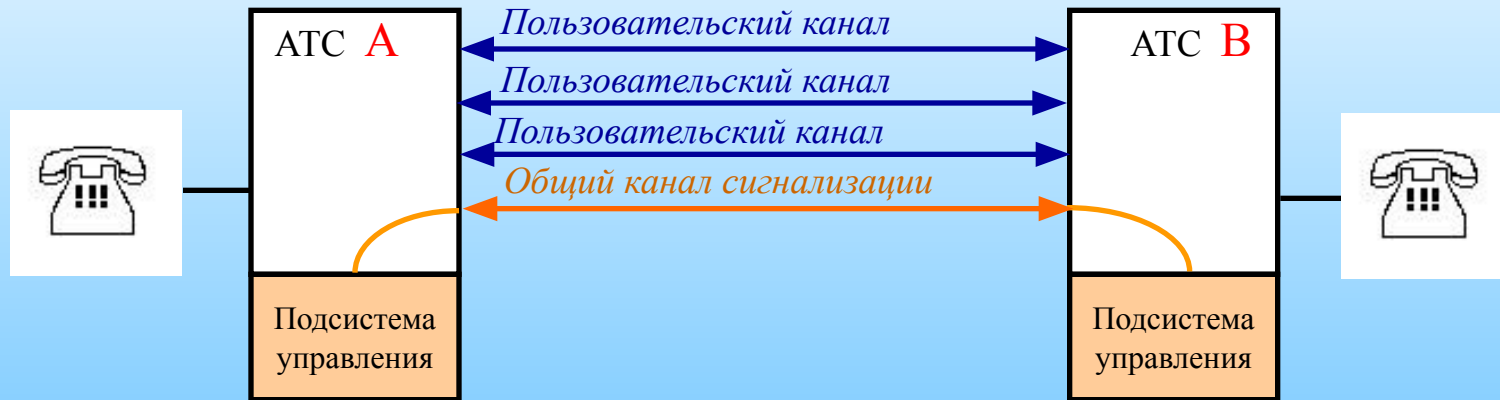 Пользовательский канал
АТС А
АТС В
Пользовательский канал
Пользовательский канал
Общий канал сигнализации
Подсистема
управления
Подсистема
управления